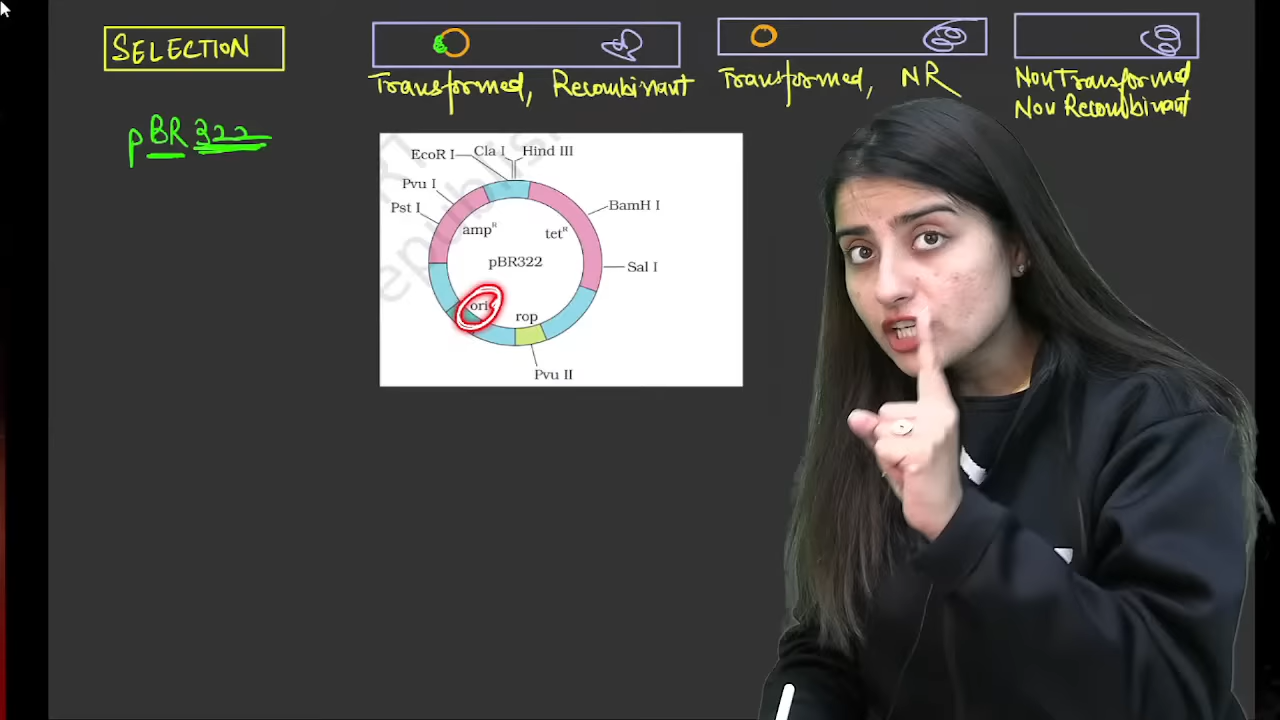 SELECTION
Transformed, Recombinant
Transformed, NR
Non Transformed
Non Recombinant
pBR322
EcoR I
Cla I
Hind III
Pvu I
Pst I
BamH I
amp^R
tet^R
pBR322
Sal I
ori
rop
Pvu II